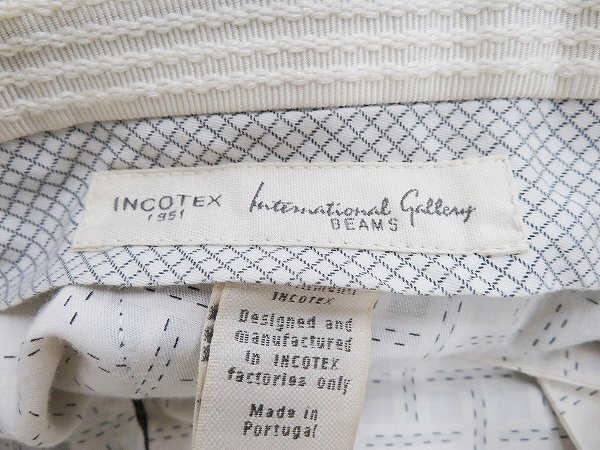 INCOTEX International Gallery
1951 BEAMS
INCOTEX
Designed and
manufactured
in INCOTEX
factories only
Made in
Portugal